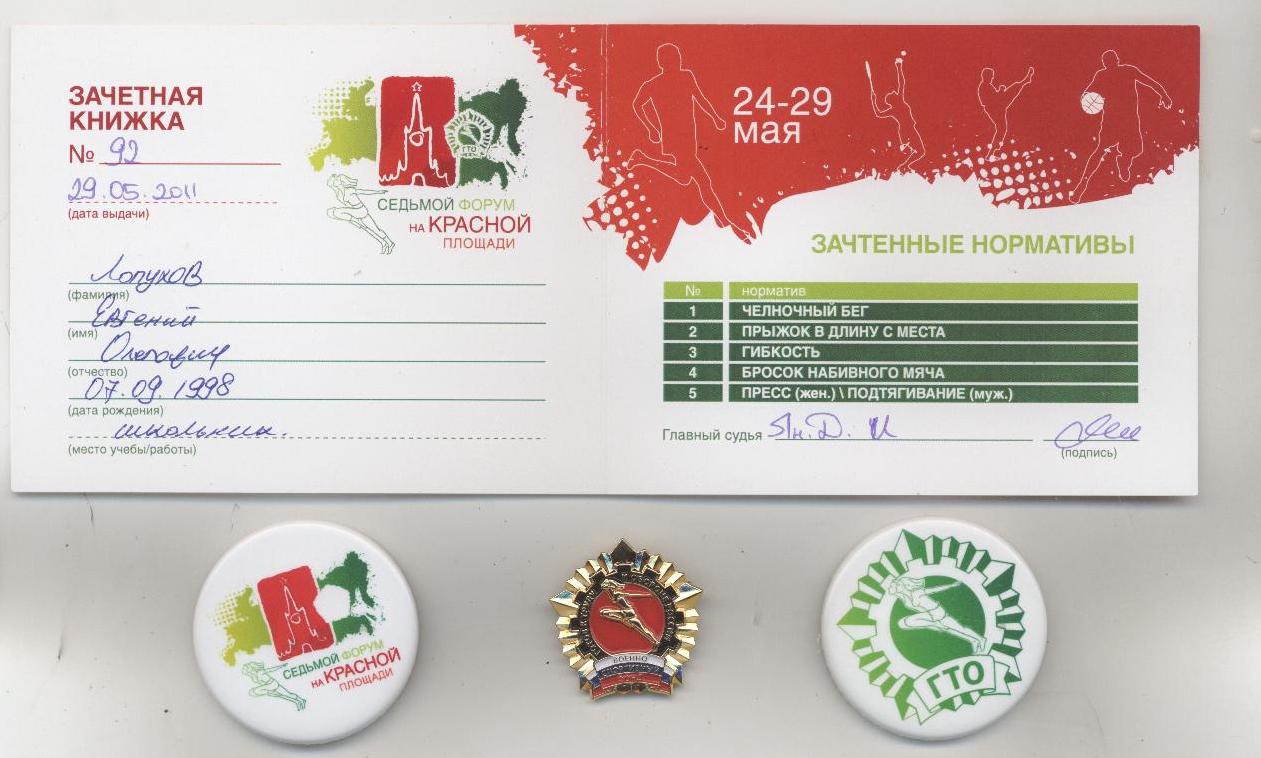 ЗАЧЕТНАЯ
КНИЖКА
№ 92
29.05.2011
(дата выдачи)
ГТО
СЕДЬМОЙ ФОРУМ
НА КРАСНОЙ
ПЛОЩАДИ
Лопухов
(фамилия)
Евгений
(имя)
Олегович
(отчество)
07.09.1998
(дата рождения)
школьник.
(место учебы/работы)
24-29
мая
ЗАЧТЕННЫЕ НОРМАТИВЫ
№ норматив
1 ЧЕЛНОЧНЫЙ БЕГ
2 ПРЫЖОК В ДЛИНУ С МЕСТА
3 ГИБКОСТЬ
4 БРОСОК НАБИВНОГО МЯЧА
5 ПРЕСС (жен.) \ ПОДТЯГИВАНИЕ (муж.)
Главный судья Ян.Д. И
(подпись)
СЕДЬМОЙ ФОРУМ
НА КРАСНОЙ
ПЛОЩАДИ
ВОЕННО
ГТО